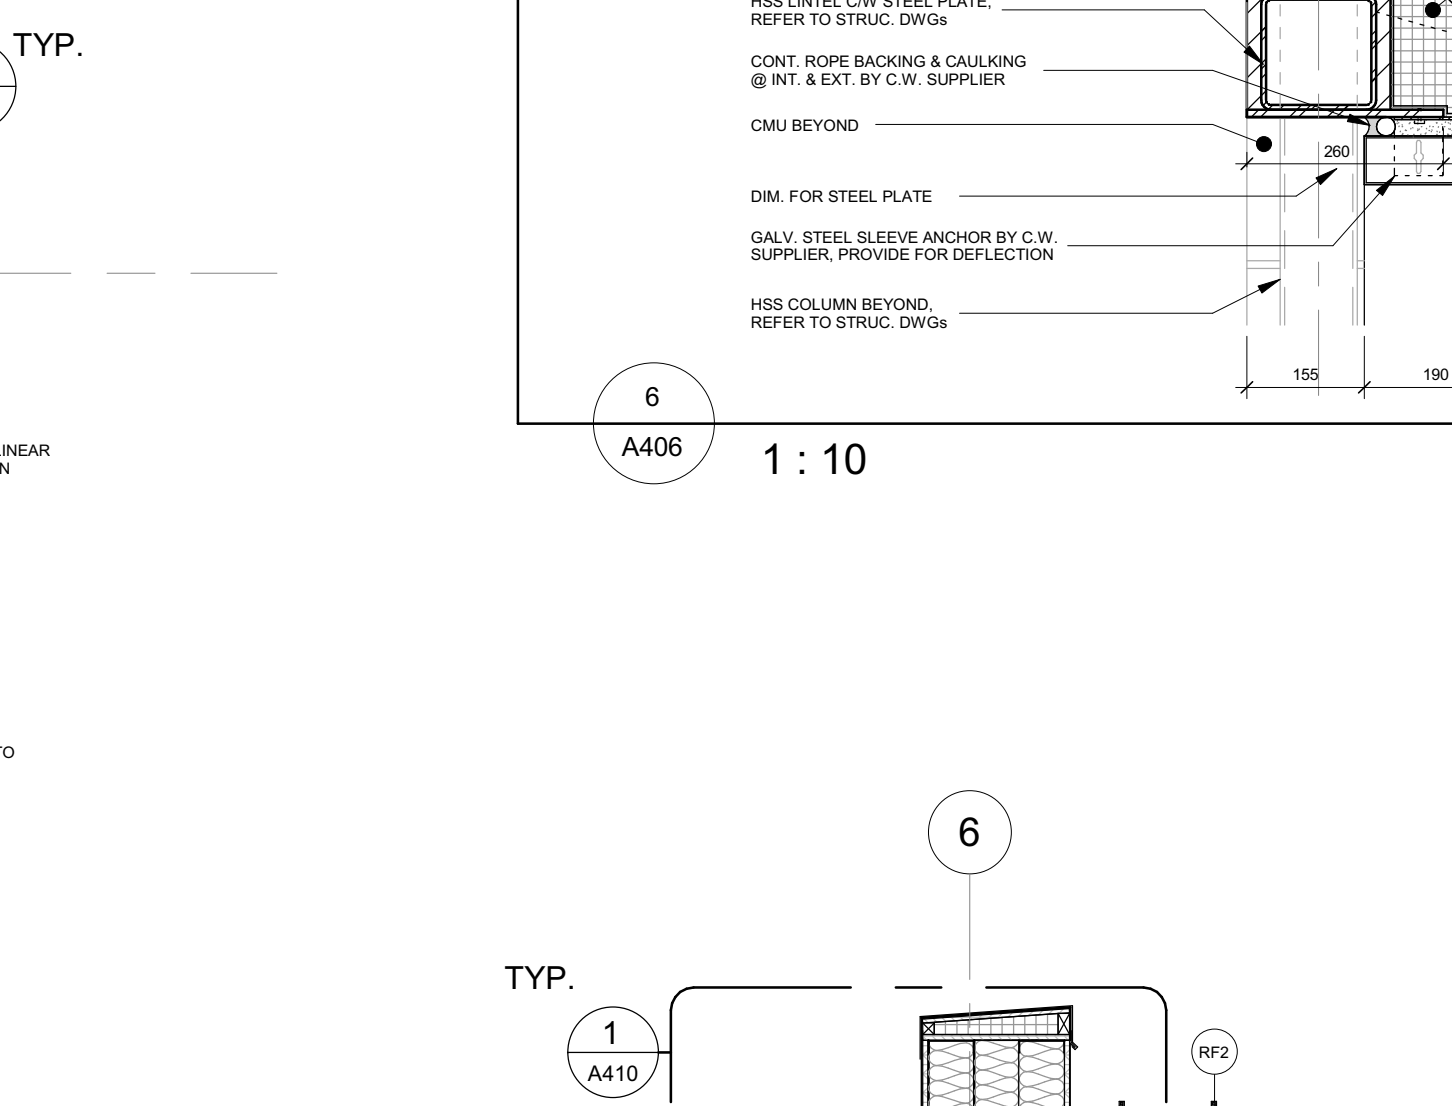 TYP.
HSS LINTEL C/W STEEL PLATE,
REFER TO STRUC. DWGs
CONT. ROPE BACKING & CAULKING
@ INT. & EXT. BY C.W. SUPPLIER
CMU BEYOND
260
DIM. FOR STEEL PLATE
GALV. STEEL SLEEVE ANCHOR BY C.W.
SUPPLIER, PROVIDE FOR DEFLECTION
HSS COLUMN BEYOND,
REFER TO STRUC. DWGs
155
190
6
A406
1 : 10
INEAR
N
TO
6
TYP.
1
A410
RF2